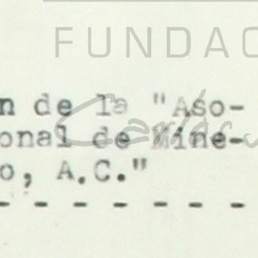 FUNDAC
n de la "Aso-
onal de Mine-
o, A.C."
- - - - - - -